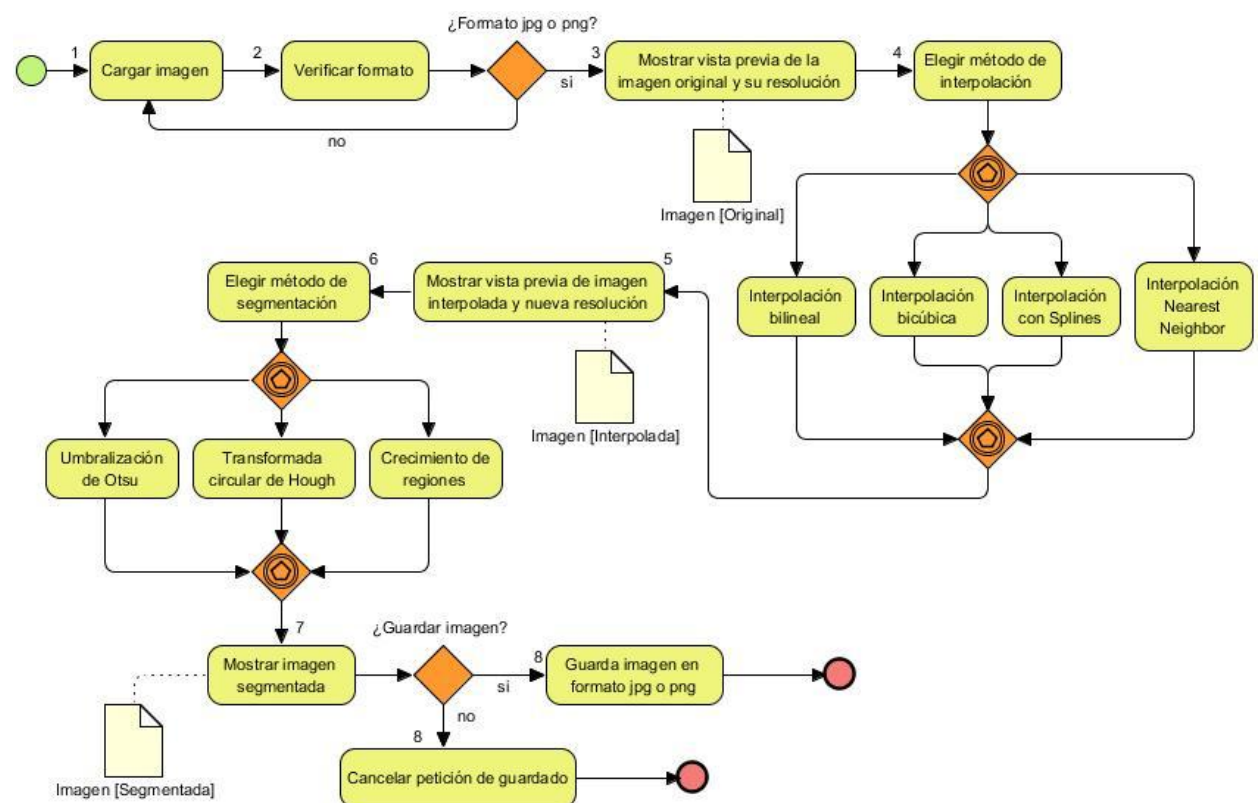 ¿Formato jpg o png?
1
Cargar imagen
2
Verificar formato
si
no
3
Mostrar vista previa de la
imagen original y su resolución
4
Elegir método de
interpolación
Imagen [Original]
Interpolación
bilineal
Interpolación
bicúbica
Interpolación
con Splines
Interpolación
Nearest
Neighbor
5
Mostrar vista previa de imagen
interpolada y nueva resolución
Imagen [Interpolada]
6
Elegir método de
segmentación
Umbralización
de Otsu
Transformada
circular de Hough
Crecimiento de
regiones
7
Mostrar imagen
segmentada
Imagen [Segmentada]
¿Guardar imagen?
si
8
Guarda imagen en
formato jpg o png
no
8
Cancelar petición de guardado